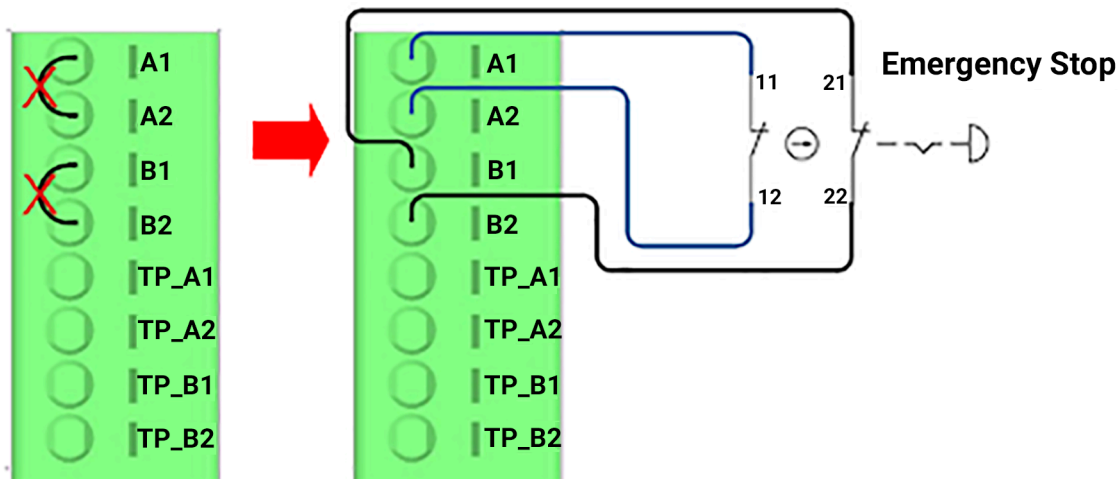 A1
A2
B1
B2
TP_A1
TP_A2
TP_B1
TP_B2
A1
A2
B1
B2
TP_A1
TP_A2
TP_B1
TP_B2
11
21
12
22
Emergency Stop